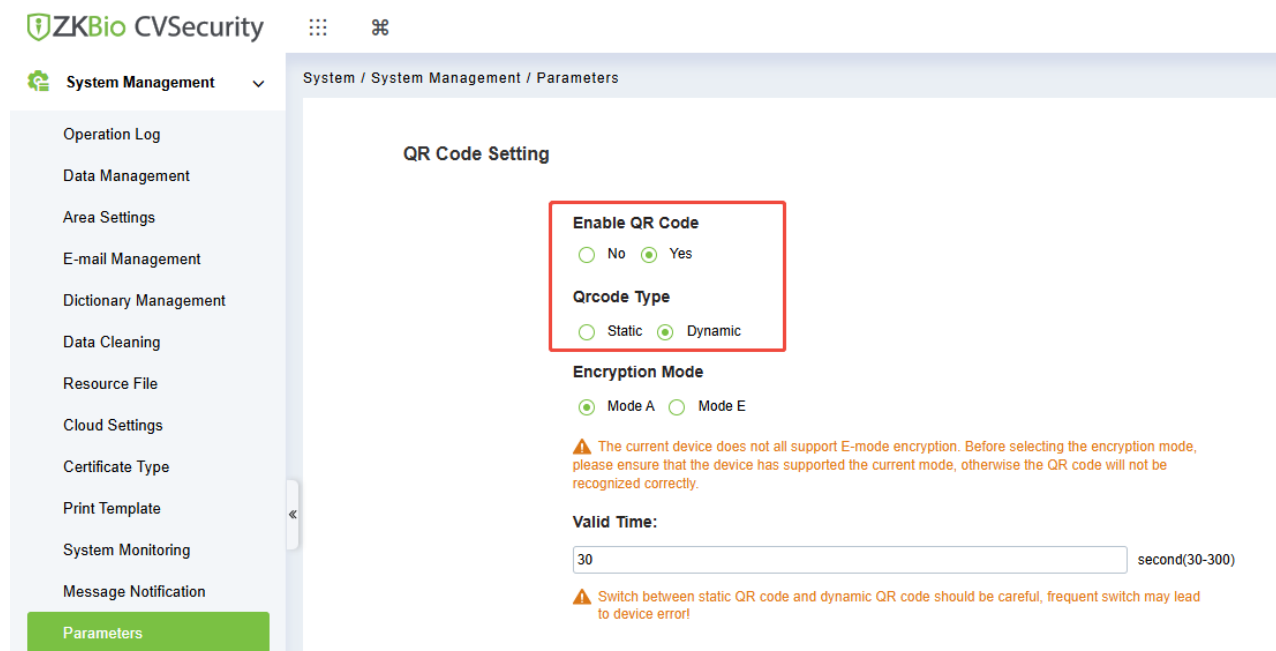 ZKBio CVSecurity
System Management
System / System Management / Parameters
Operation Log
Data Management
Area Settings
E-mail Management
Dictionary Management
Data Cleaning
Resource File
Cloud Settings
Certificate Type
Print Template
System Monitoring
Message Notification
Parameters
QR Code Setting
Enable QR Code
No Yes
Qrcode Type
Static Dynamic
Encryption Mode
Mode A Mode E
The current device does not all support E-mode encryption. Before selecting the encryption mode,
please ensure that the device has supported the current mode, otherwise the QR code will not be
recognized correctly.
Valid Time:
30 second(30-300)
Switch between static QR code and dynamic QR code should be careful, frequent switch may lead
to device error!